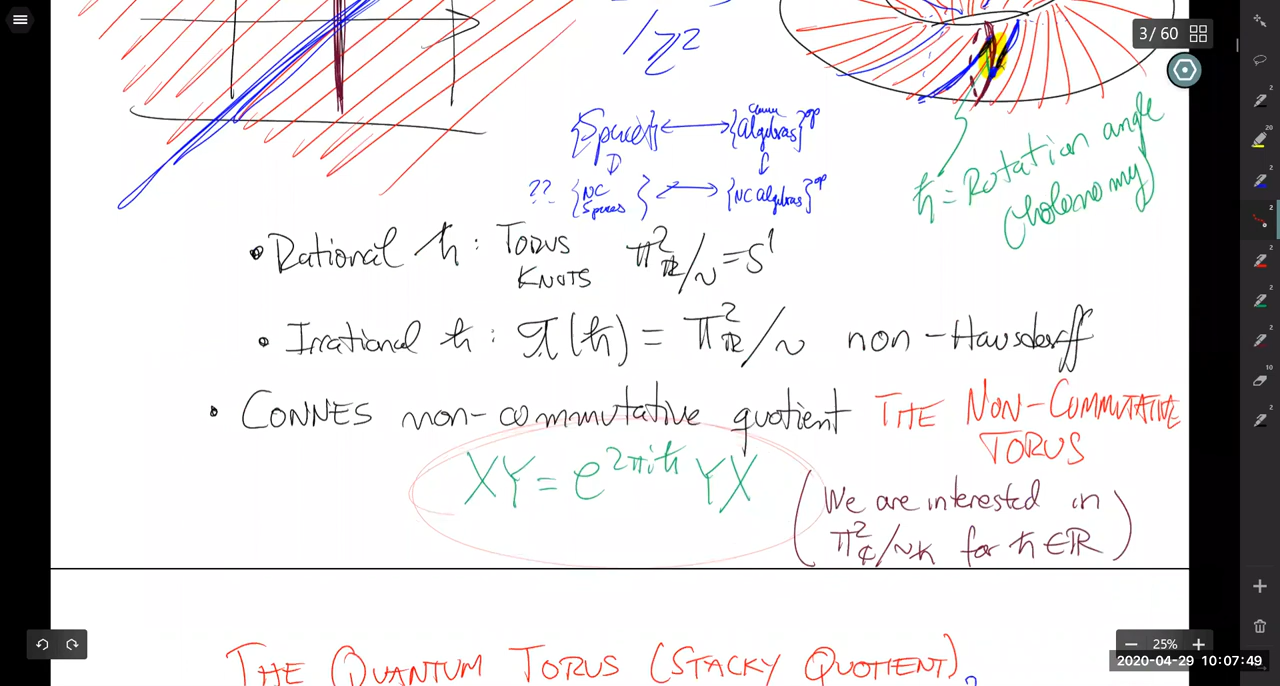 3/60
/ℤ²
{Spaces} ⟷ {Comm Algebras}^op
?? {NC Spaces} ⟷ {NC Algebras}^op
ħ = Rotation angle
(holonomy)
• Rational ħ: TORUS KNOTS 𝕋²_ℝ/∼ = S¹
• Irrational ħ: 𝒯(ħ) = 𝕋²_ℝ/∼ non-Hausdorff
• CONNES non-commutative quotient THE NON-COMMUTATIVE TORUS
XY = e^{2πiħ} YX
(We are interested in
𝕋²_ℂ/∼ħ for ħ∈ℝ)
THE QUANTUM TORUS (STACKY QUOTIENT).
25%
2020-04-29 10:07:49